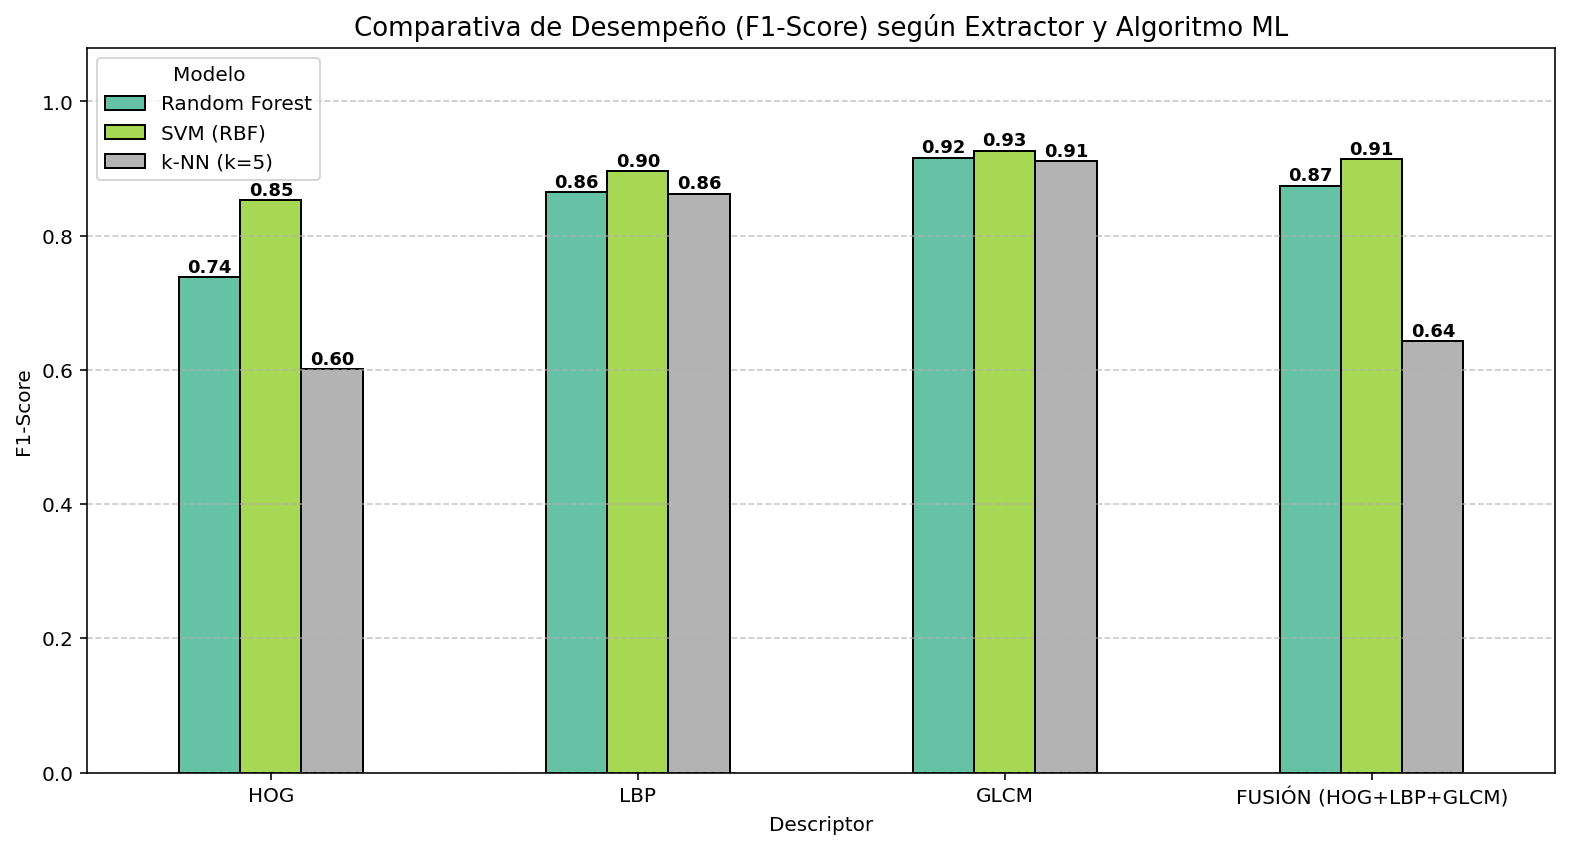 Comparativa de Desempeño (F1-Score) según Extractor y Algoritmo ML
Modelo
Random Forest
SVM (RBF)
k-NN (k=5)
1.0
0.8
0.6
0.4
0.2
0.0
F1-Score
0.74
0.85
0.60
0.86
0.90
0.86
0.92
0.93
0.91
0.87
0.91
0.64
HOG
LBP
GLCM
FUSIÓN (HOG+LBP+GLCM)
Descriptor